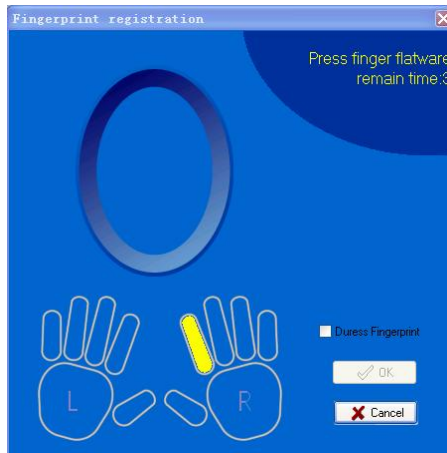 Fingerprint registration
Press finger flatware
remain time:3
L
R
Duress Fingerprint
OK
Cancel